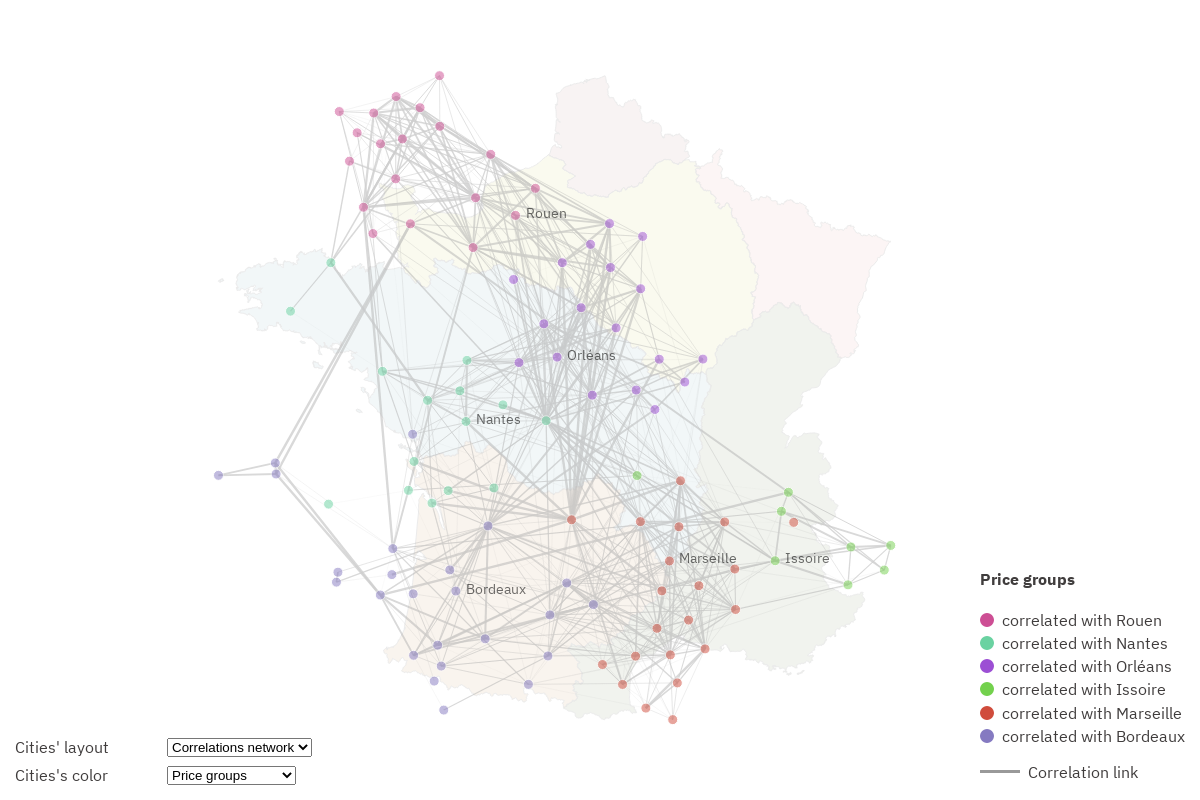 Rouen
Orléans
Nantes
Marseille
Issoire
Bordeaux
Price groups
correlated with Rouen
correlated with Nantes
correlated with Orléans
correlated with Issoire
correlated with Marseille
correlated with Bordeaux
Correlation link
Cities' layout
Correlations network
Cities's color
Price groups